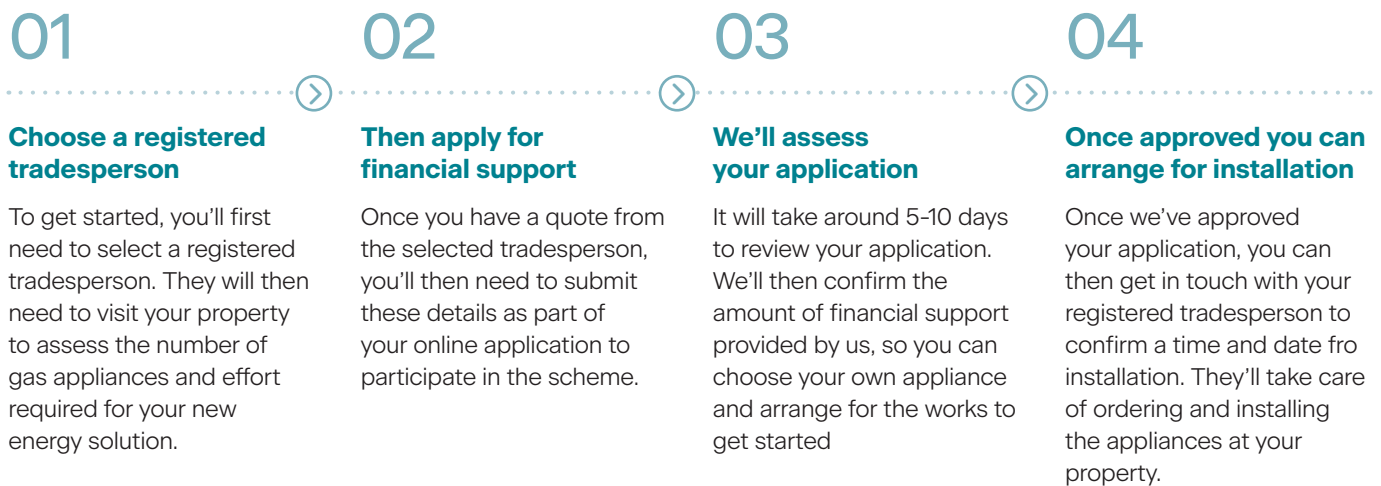 01
Choose a registered
tradesperson
To get started, you'll first
need to select a registered
tradesperson. They will then
need to visit your property
to assess the number of
gas appliances and effort
required for your new
energy solution.
02
Then apply for
financial support
Once you have a quote from
the selected tradesperson,
you'll then need to submit
these details as part of
your online application to
participate in the scheme.
03
We'll assess
your application
It will take around 5-10 days
to review your application.
We'll then confirm the
amount of financial support
provided by us, so you can
choose your own appliance
and arrange for the works to
get started
04
Once approved you can
arrange for installation
Once we've approved
your application, you can
then get in touch with your
registered tradesperson to
confirm a time and date fro
installation. They'll take care
of ordering and installing
the appliances at your
property.